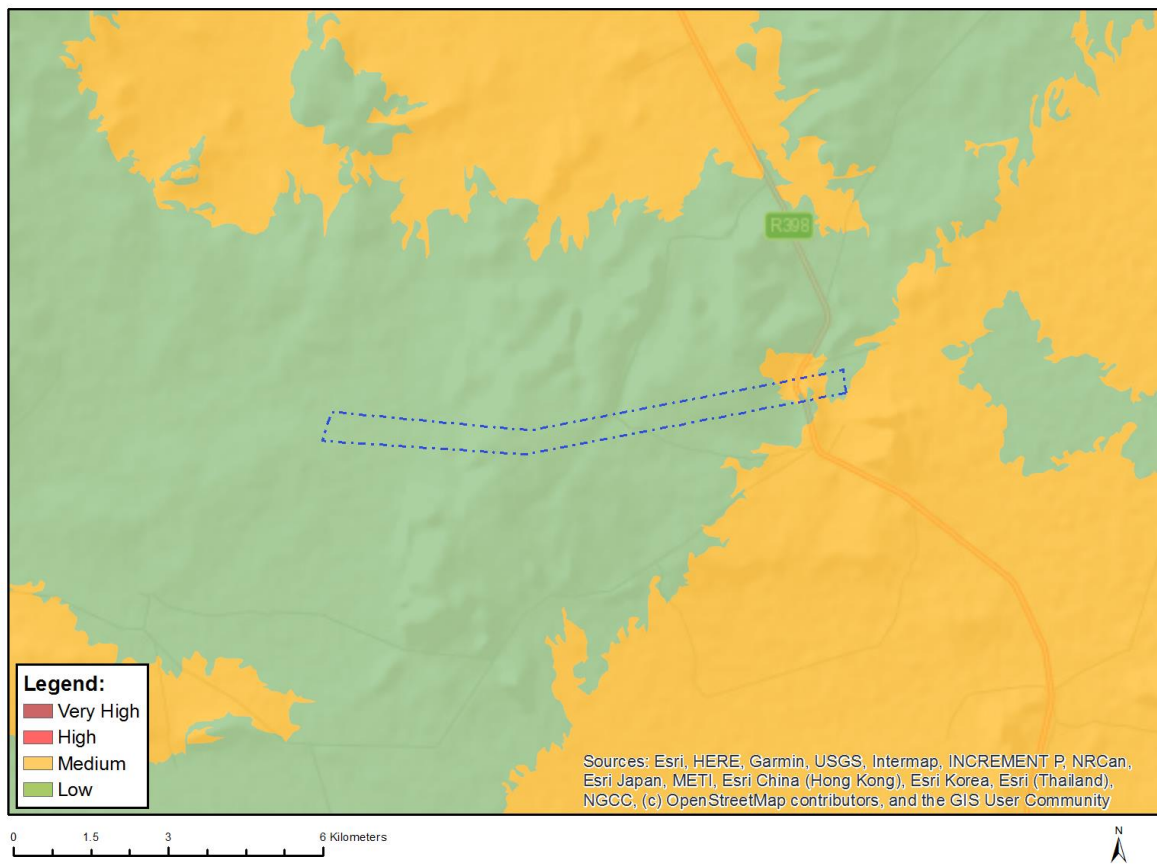 R398
Legend:
Very High
High
Medium
Low
Sources: Esri, HERE, Garmin, USGS, Intermap, INCREMENT P, NRCan,
Esri Japan, METI, Esri China (Hong Kong), Esri Korea, Esri (Thailand),
NGCC, (c) OpenStreetMap contributors, and the GIS User Community
0 1.5 3 6 Kilometers
N